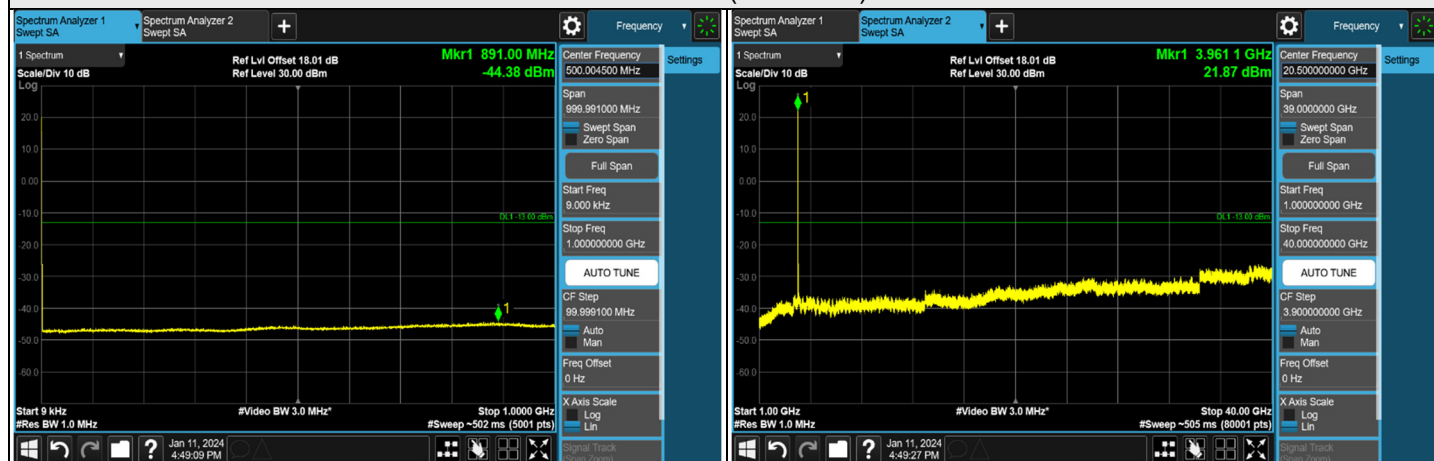 Spectrum Analyzer 1
Swept SA
Spectrum Analyzer 2
Swept SA
+
Frequency
1 Spectrum
Scale/Div 10 dB
Log
Ref Lvl Offset 18.01 dB
Ref Level 30.00 dBm
Mkr1 891.00 MHz
-44.38 dBm
20.0
10.0
0.00
-10.0
-20.0
-30.0
-40.0
-50.0
-60.0
DL1 -13.00 dBm
1
Start 9 kHz
#Res BW 1.0 MHz
#Video BW 3.0 MHz*
Stop 1.0000 GHz
#Sweep ~502 ms (5001 pts)
Center Frequency
500.004500 MHz
Settings
Span
999.991000 MHz
Swept Span
Zero Span
Full Span
Start Freq
9.000 kHz
Stop Freq
1.000000000 GHz
AUTO TUNE
CF Step
99.999100 MHz
Auto
Man
Freq Offset
0 Hz
X Axis Scale
Log
Lin
Signal Track
(Span Zoom)
?
Jan 11, 2024
4:49:09 PM
Spectrum Analyzer 1
Swept SA
Spectrum Analyzer 2
Swept SA
+
Frequency
1 Spectrum
Scale/Div 10 dB
Log
Ref Lvl Offset 18.01 dB
Ref Level 30.00 dBm
Mkr1 3.961 1 GHz
21.87 dBm
20.0
10.0
0.00
-10.0
-20.0
-30.0
-40.0
-50.0
-60.0
DL1 -13.00 dBm
1
Start 1.00 GHz
#Res BW 1.0 MHz
#Video BW 3.0 MHz*
Stop 40.00 GHz
#Sweep ~505 ms (80001 pts)
Center Frequency
20.500000000 GHz
Settings
Span
39.0000000 GHz
Swept Span
Zero Span
Full Span
Start Freq
1.000000000 GHz
Stop Freq
40.000000000 GHz
AUTO TUNE
CF Step
3.900000000 GHz
Auto
Man
Freq Offset
0 Hz
X Axis Scale
Log
Lin
Signal Track
(Span Zoom)
?
Jan 11, 2024
4:49:27 PM